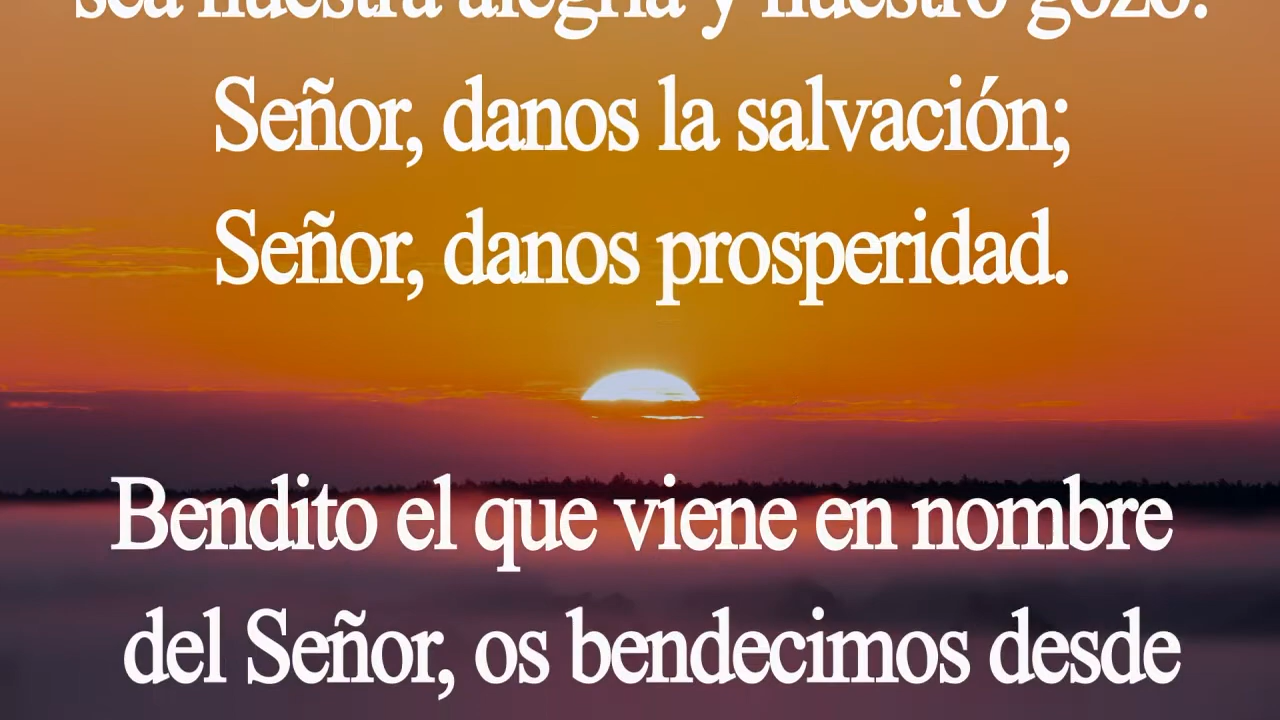 sea nuestra alegría y nuestro gozo.
Señor, danos la salvación;
Señor, danos prosperidad.
Bendito el que viene en nombre
del Señor, os bendecimos desde